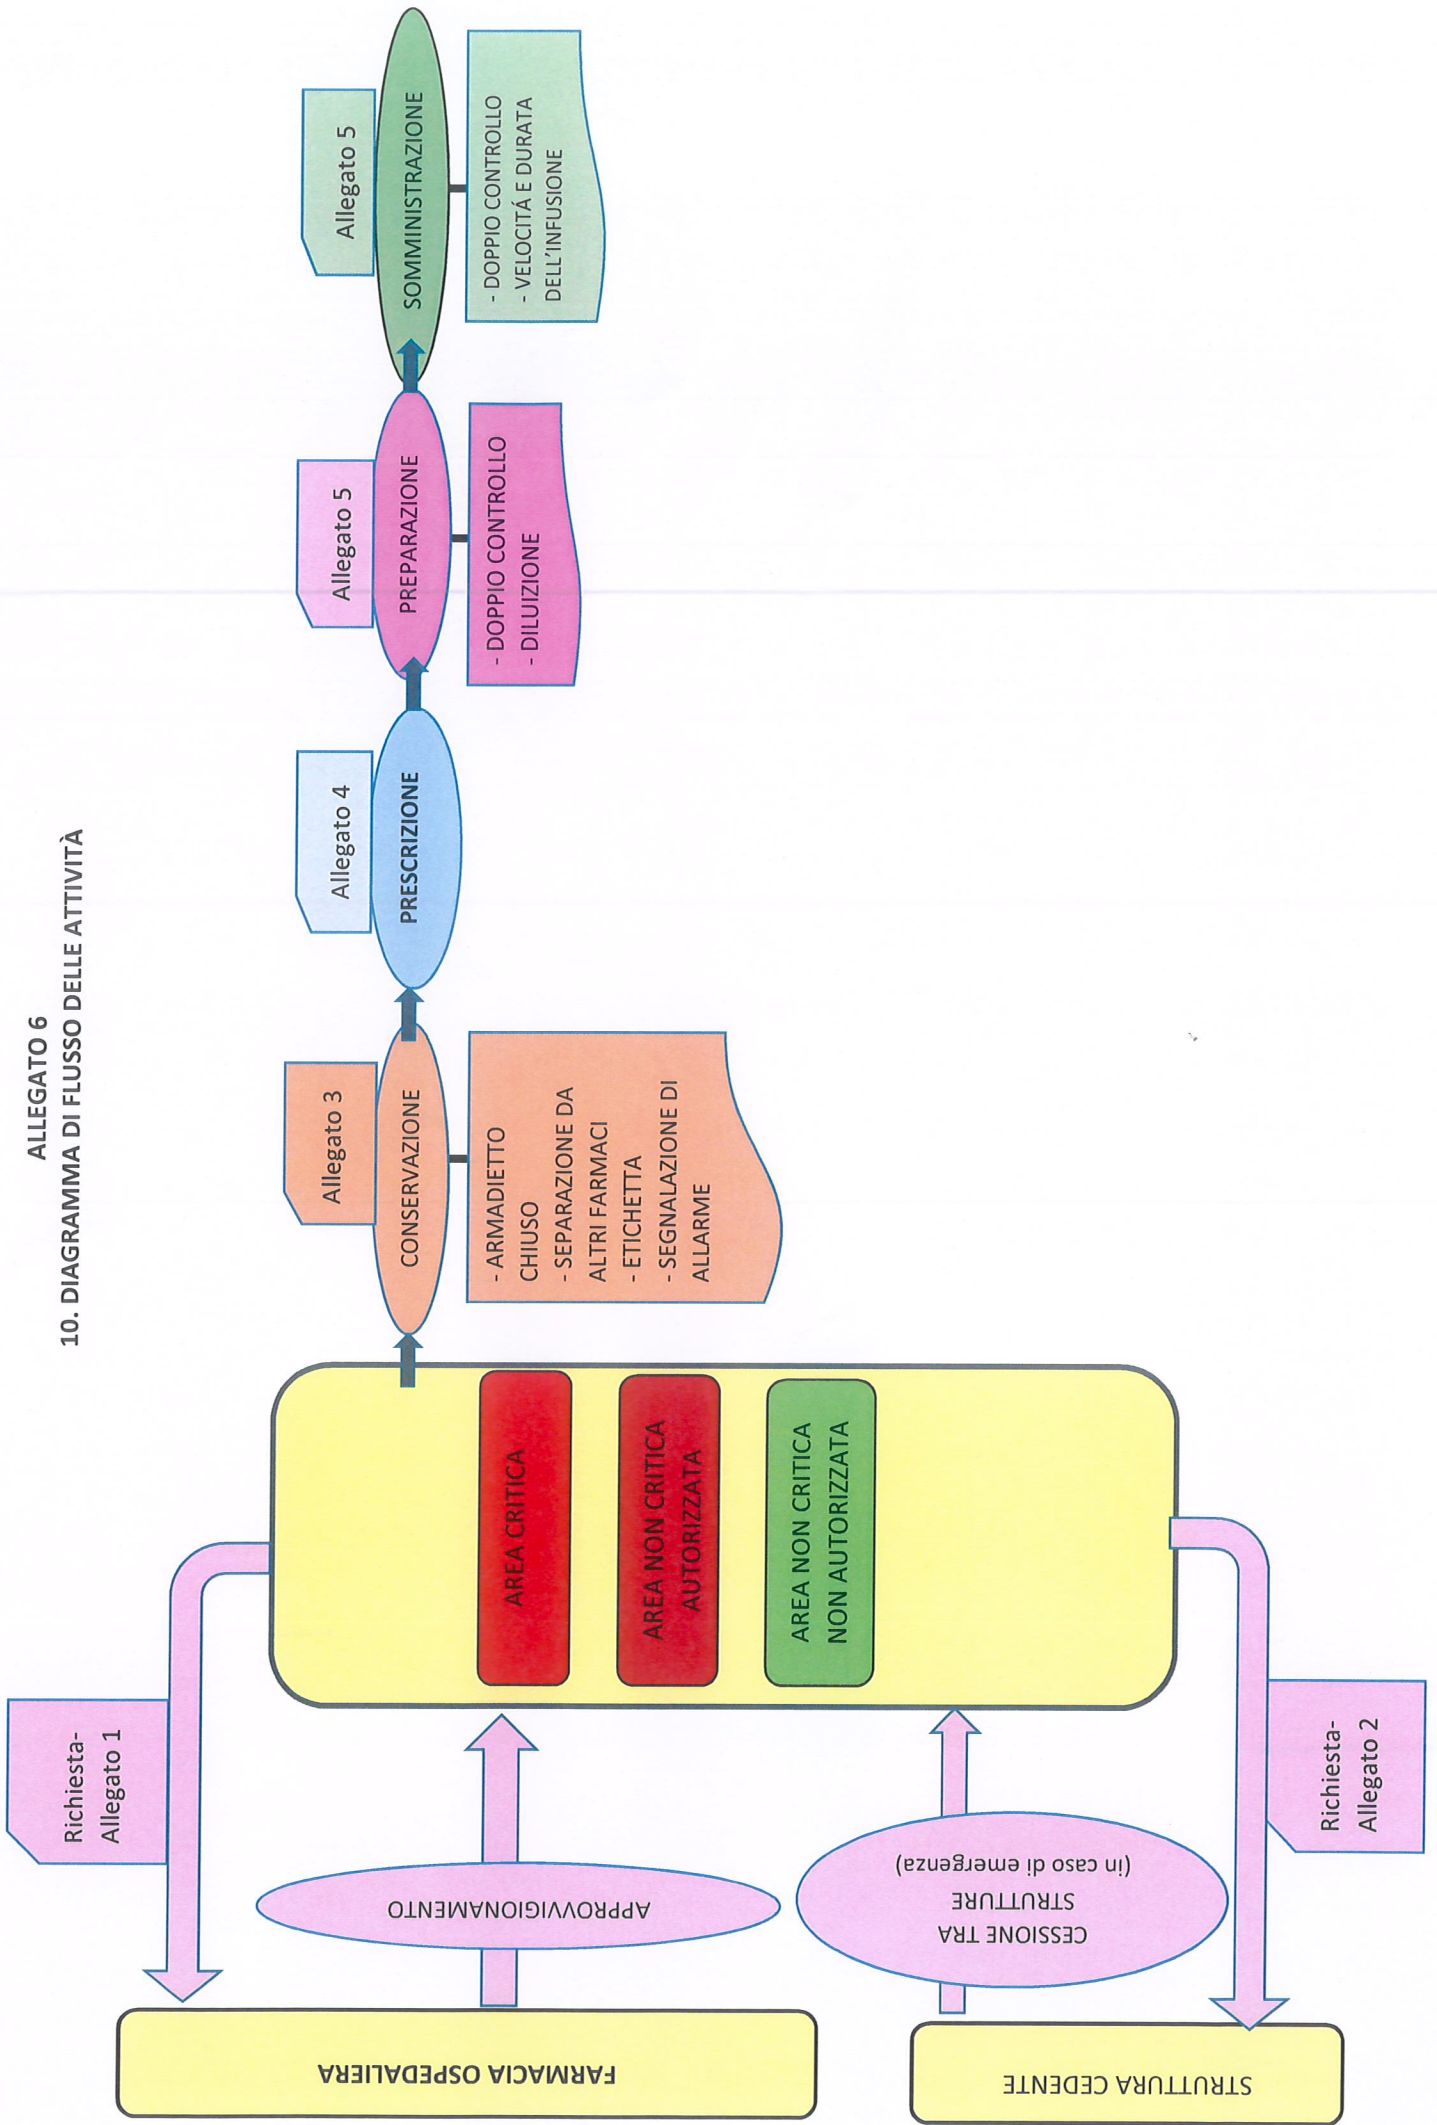 ALLEGATO 6
10. DIAGRAMMA DI FLUSSO DELLE ATTIVITÀ
Richiesta-
Allegato 1
FARMACIA OSPEDALIERA
APPROVVIGIONAMENTO
STRUTTURA CEDENTE
CESSIONE TRA
STRUTTURE
(in caso di emergenza)
Richiesta-
Allegato 2
AREA CRITICA
AREA NON CRITICA
AUTORIZZATA
AREA NON CRITICA
NON AUTORIZZATA
Allegato 3
CONSERVAZIONE
- ARMADIETTO
CHIUSO
- SEPARAZIONE DA
ALTRI FARMACI
- ETICHETTA
- SEGNALAZIONE DI
ALLARME
Allegato 4
PRESCRIZIONE
Allegato 5
PREPARAZIONE
- DOPPIO CONTROLLO
- DILUIZIONE
Allegato 5
SOMMINISTRAZIONE
- DOPPIO CONTROLLO
- VELOCITÁ E DURATA
DELL'INFUSIONE